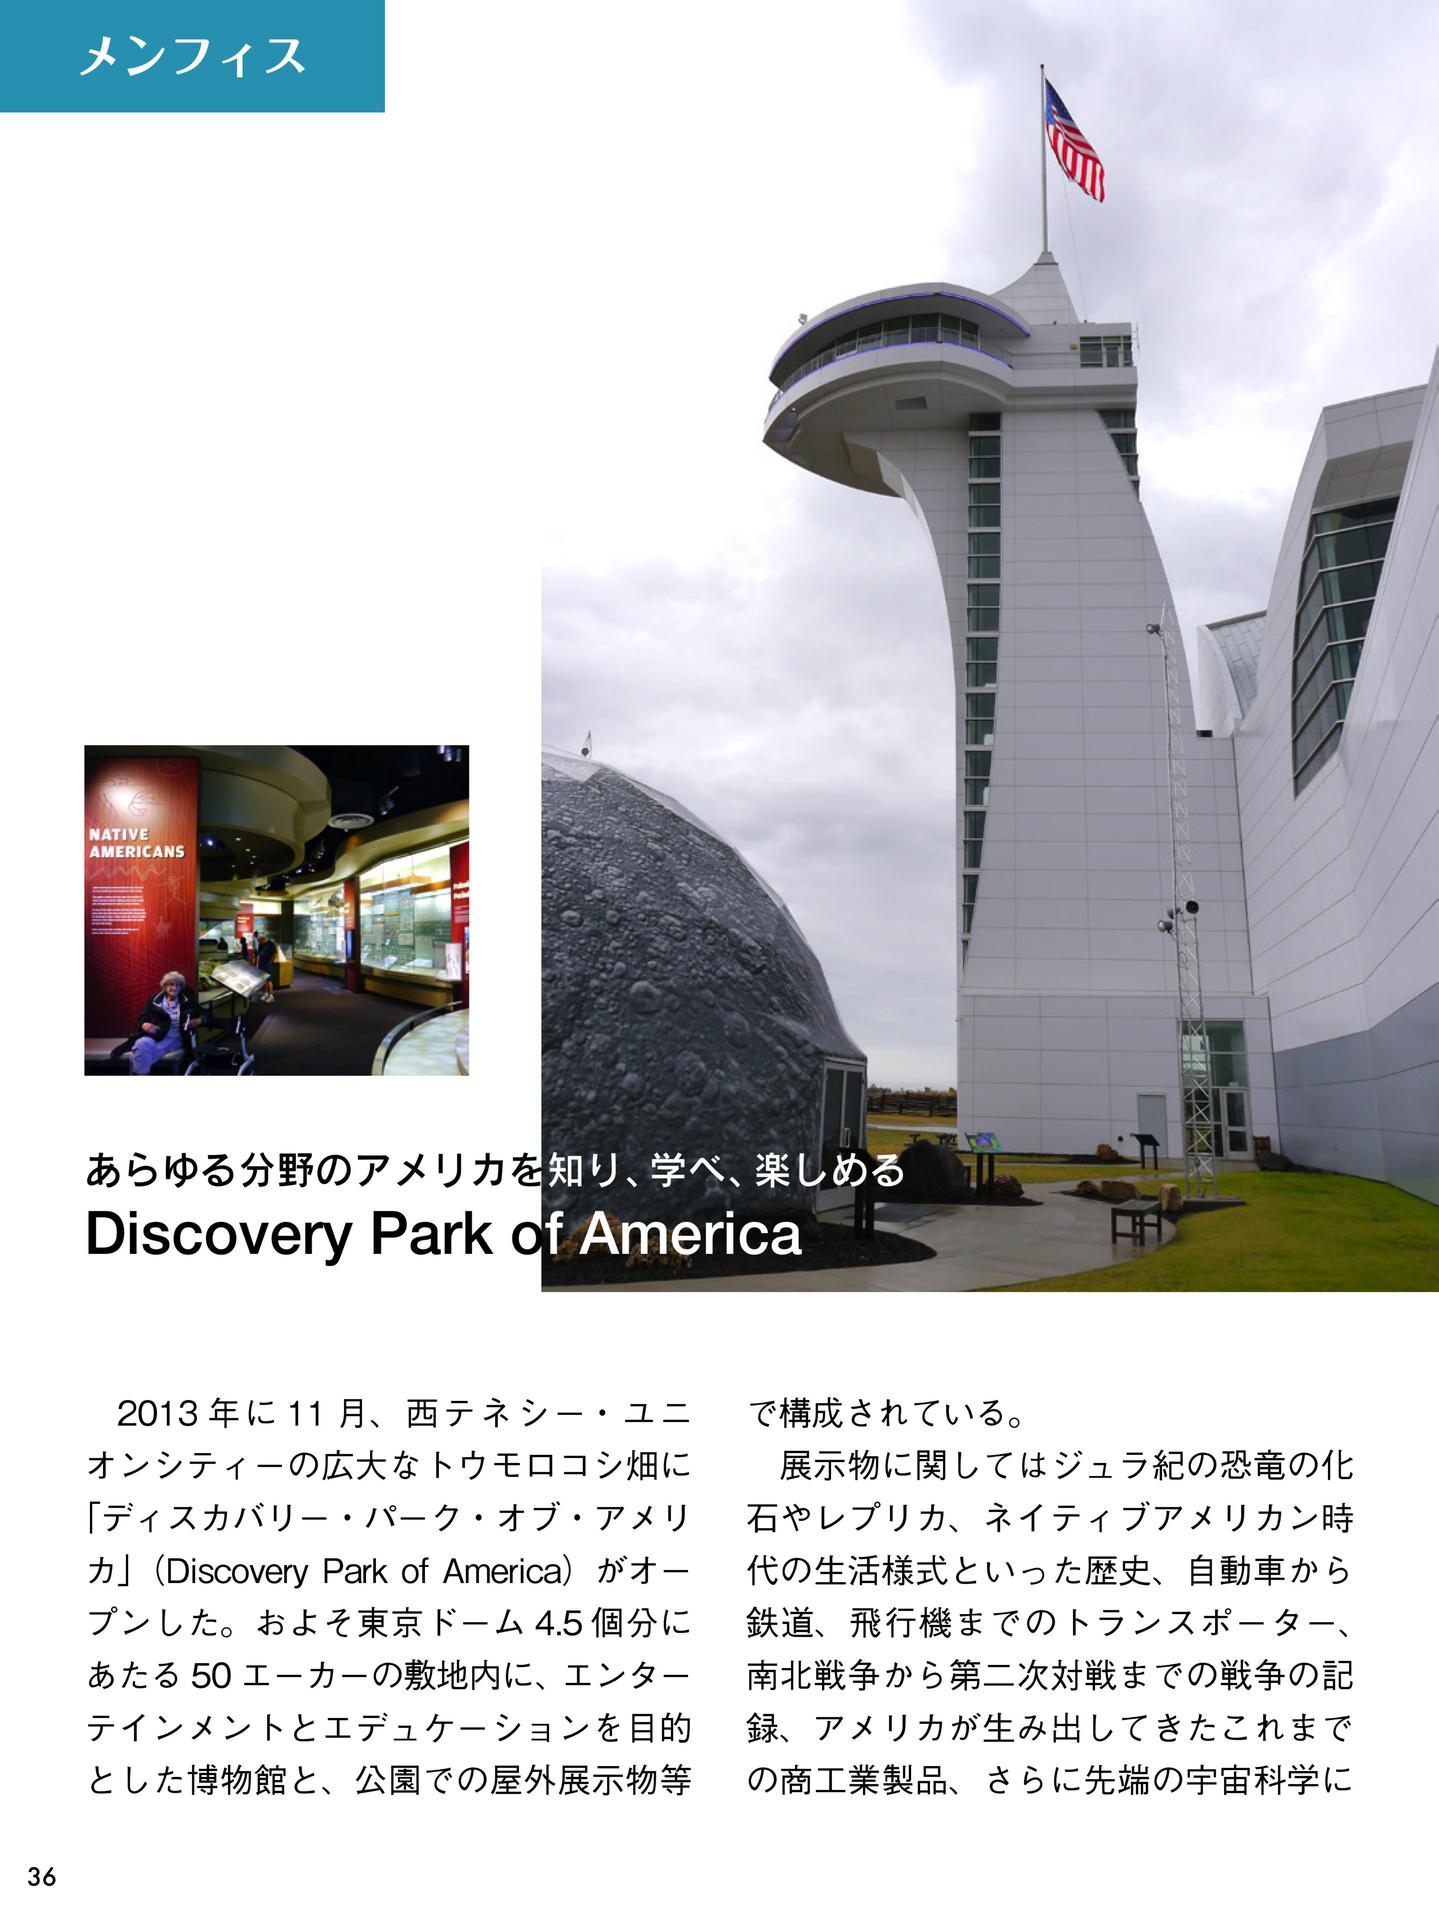 メンフィス
NATIVE
AMERICANS
あらゆる分野のアメリカを知り、学べ、楽しめる
Discovery Park of America
2013 年に 11 月、西テネシー・ユニ
オンシティーの広大なトウモロコシ畑に
「ディスカバリー・パーク・オブ・アメリ
カ」（Discovery Park of America）がオー
プンした。およそ東京ドーム 4.5 個分に
あたる 50 エーカーの敷地内に、エンター
テインメントとエデュケーションを目的
とした博物館と、公園での屋外展示物等
で構成されている。
展示物に関してはジュラ紀の恐竜の化
石やレプリカ、ネイティブアメリカン時
代の生活様式といった歴史、自動車から
鉄道、飛行機までのトランスポーター、
南北戦争から第二次対戦までの戦争の記
録、アメリカが生み出してきたこれまで
の商工業製品、さらに先端の宇宙科学に
36